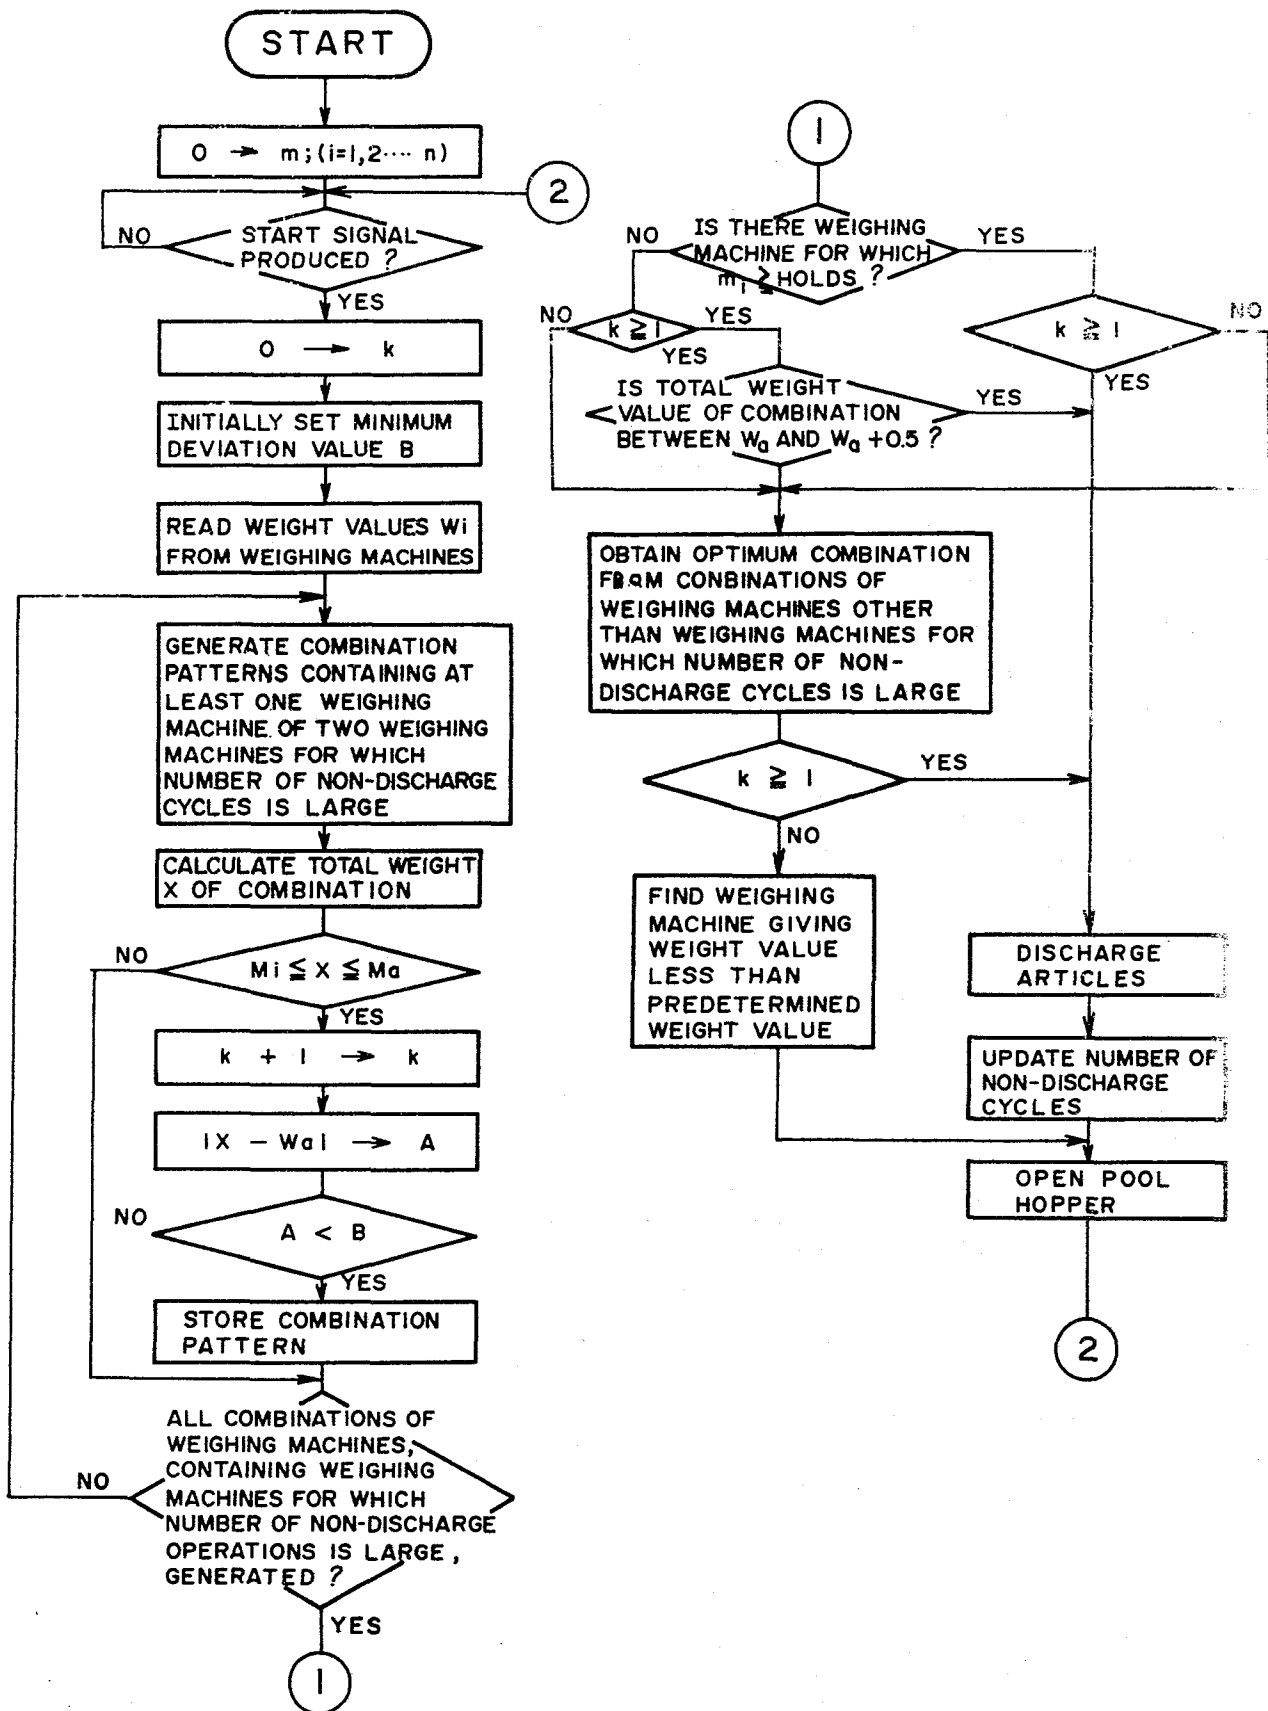 START
0 → m;(i=1,2···· n)
2
NO
START SIGNAL
PRODUCED ?
YES
0 → k
INITIALLY SET MINIMUM
DEVIATION VALUE B
READ WEIGHT VALUES Wi
FROM WEIGHING MACHINES
GENERATE COMBINATION
PATTERNS CONTAINING AT
LEAST ONE WEIGHING
MACHINE OF TWO WEIGHING
MACHINES FOR WHICH
NUMBER OF NON-DISCHARGE
CYCLES IS LARGE
CALCULATE TOTAL WEIGHT
X OF COMBINATION
NO
Mi ≦ X ≦ Ma
YES
k + 1 → k
|X - Wa| → A
NO
A < B
YES
STORE COMBINATION
PATTERN
ALL COMBINATIONS OF
WEIGHING MACHINES,
CONTAINING WEIGHING
NO
MACHINES FOR WHICH
NUMBER OF NON-DISCHARGE
OPERATIONS IS LARGE,
GENERATED ?
YES
1
1
IS THERE WEIGHING
NO
YES
MACHINE FOR WHICH
mi ≧ HOLDS ?
NO
k ≧ 1
YES
YES
k ≧ 1
NO
YES
IS TOTAL WEIGHT
VALUE OF COMBINATION
YES
BETWEEN Wa AND Wa +0.5 ?
OBTAIN OPTIMUM COMBINATION
FROM CONBINATIONS OF
WEIGHING MACHINES OTHER
THAN WEIGHING MACHINES FOR
WHICH NUMBER OF NON-
DISCHARGE CYCLES IS LARGE
k ≧ 1
YES
NO
FIND WEIGHING
MACHINE GIVING
WEIGHT VALUE
LESS THAN
PREDETERMINED
WEIGHT VALUE
DISCHARGE
ARTICLES
UPDATE NUMBER OF
NON-DISCHARGE
CYCLES
OPEN POOL
HOPPER
2